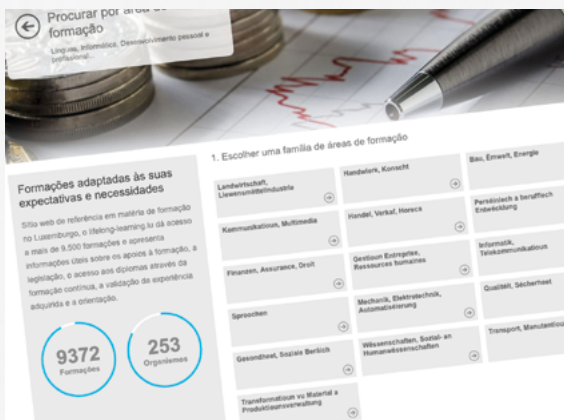 Procurar por área de
formação
Línguas, Informática, Desenvolvimento pessoal e
profissional...
Formações adaptadas às suas
expectativas e necessidades
Sítio web de referência em matéria de formação
no Luxemburgo, o lifelong-learning.lu dá acesso
a mais de 9.500 formações e apresenta
informações úteis sobre os apoios à formação, a
legislação, o acesso aos diplomas através da
formação contínua, a validação da experiência
adquirida e a orientação.
9372
Formações
253
Organismos
1. Escolher uma família de áreas de formação
Landwirtschaft,
Liewensmëttelindustrie
Handwierk, Konscht
Bau, Ëmwelt, Energie
Kommunikatioun, Multimedia
Handel, Verkaf, Horeca
Perséinlech a berufflech
Entwécklung
Finanzen, Assurance, Droit
Gestioun Entreprise,
Ressources humaines
Informatik,
Telekommunikatioun
Sproochen
Mechanik, Elektrotechnik,
Automatiséierung
Qualitéit, Sécherheet
Gesondheet, Soziale Beräich
Wëssenschaften, Sozial- an
Humanwëssenschaften
Transport,
Transformatioun vu Material a
Produktiounsverwaltung